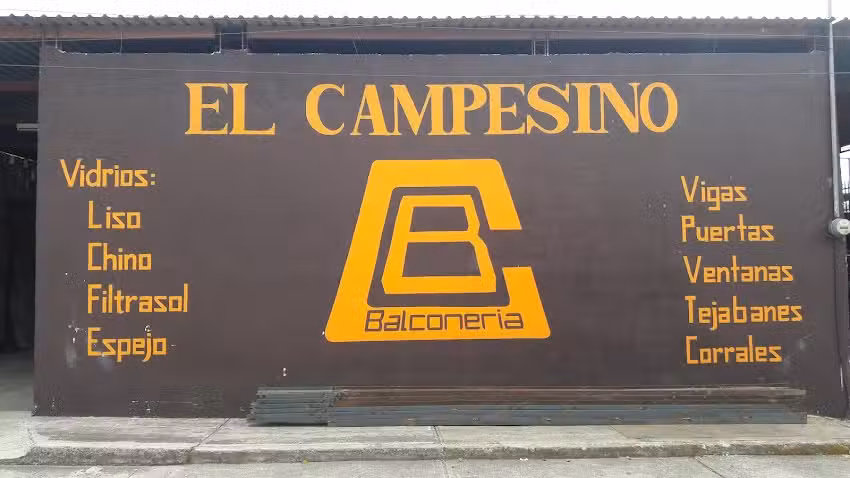 EL CAMPESINO
Vidrios:
Liso
Chino
Filtrasol
Espejo
CB
Balconeria
Vigas
Puertas
Ventanas
Tejabanes
Corrales